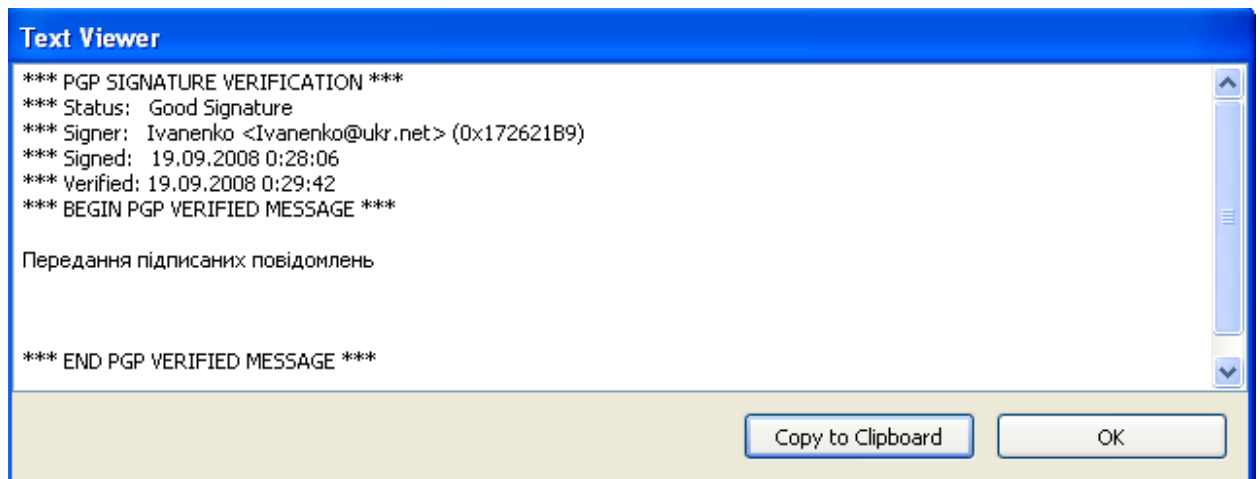 Text Viewer
*** PGP SIGNATURE VERIFICATION ***
*** Status:   Good Signature
*** Signer:   Ivanenko <Ivanenko@ukr.net> (0x172621B9)
*** Signed:   19.09.2008 0:28:06
*** Verified: 19.09.2008 0:29:42
*** BEGIN PGP VERIFIED MESSAGE ***
Передання підписаних повідомлень
*** END PGP VERIFIED MESSAGE ***
Copy to Clipboard OK